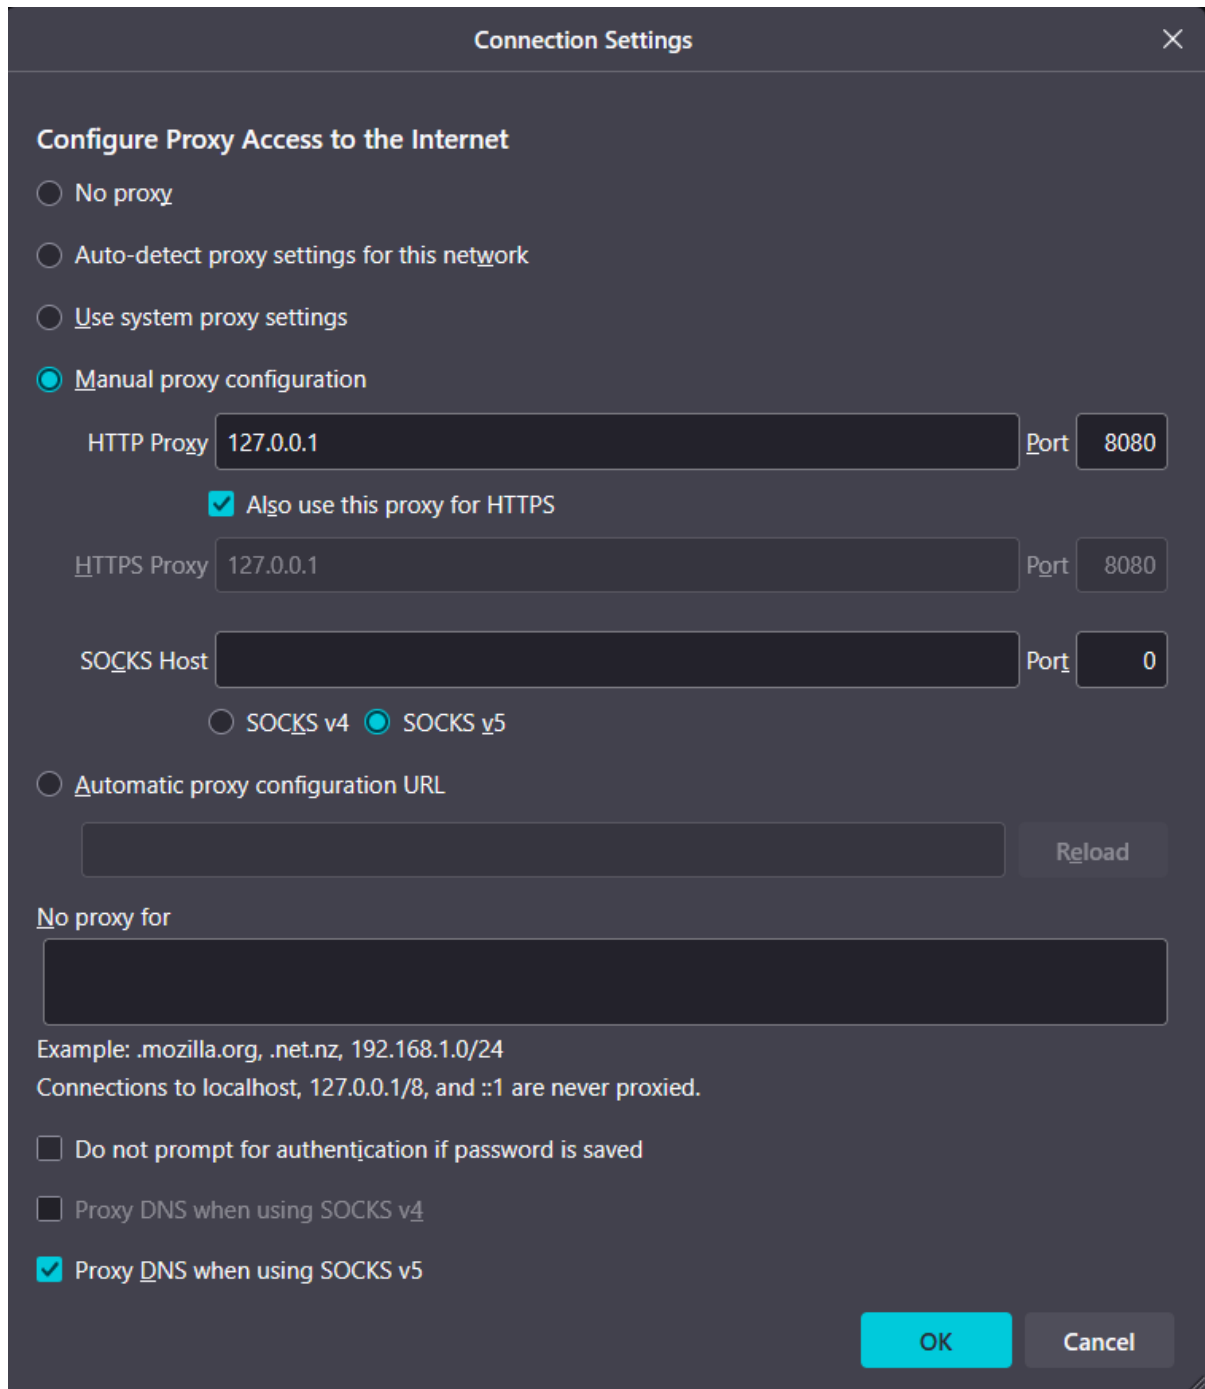 Connection Settings
Configure Proxy Access to the Internet
No proxy
Auto-detect proxy settings for this network
Use system proxy settings
Manual proxy configuration
HTTP Proxy 127.0.0.1 Port 8080
Also use this proxy for HTTPS
HTTPS Proxy 127.0.0.1 Port 8080
SOCKS Host Port 0
SOCKS v4 SOCKS v5
Automatic proxy configuration URL
Reload
No proxy for
Example: .mozilla.org, .net.nz, 192.168.1.0/24
Connections to localhost, 127.0.0.1/8, and ::1 are never proxied.
Do not prompt for authentication if password is saved
Proxy DNS when using SOCKS v4
Proxy DNS when using SOCKS v5
OK Cancel